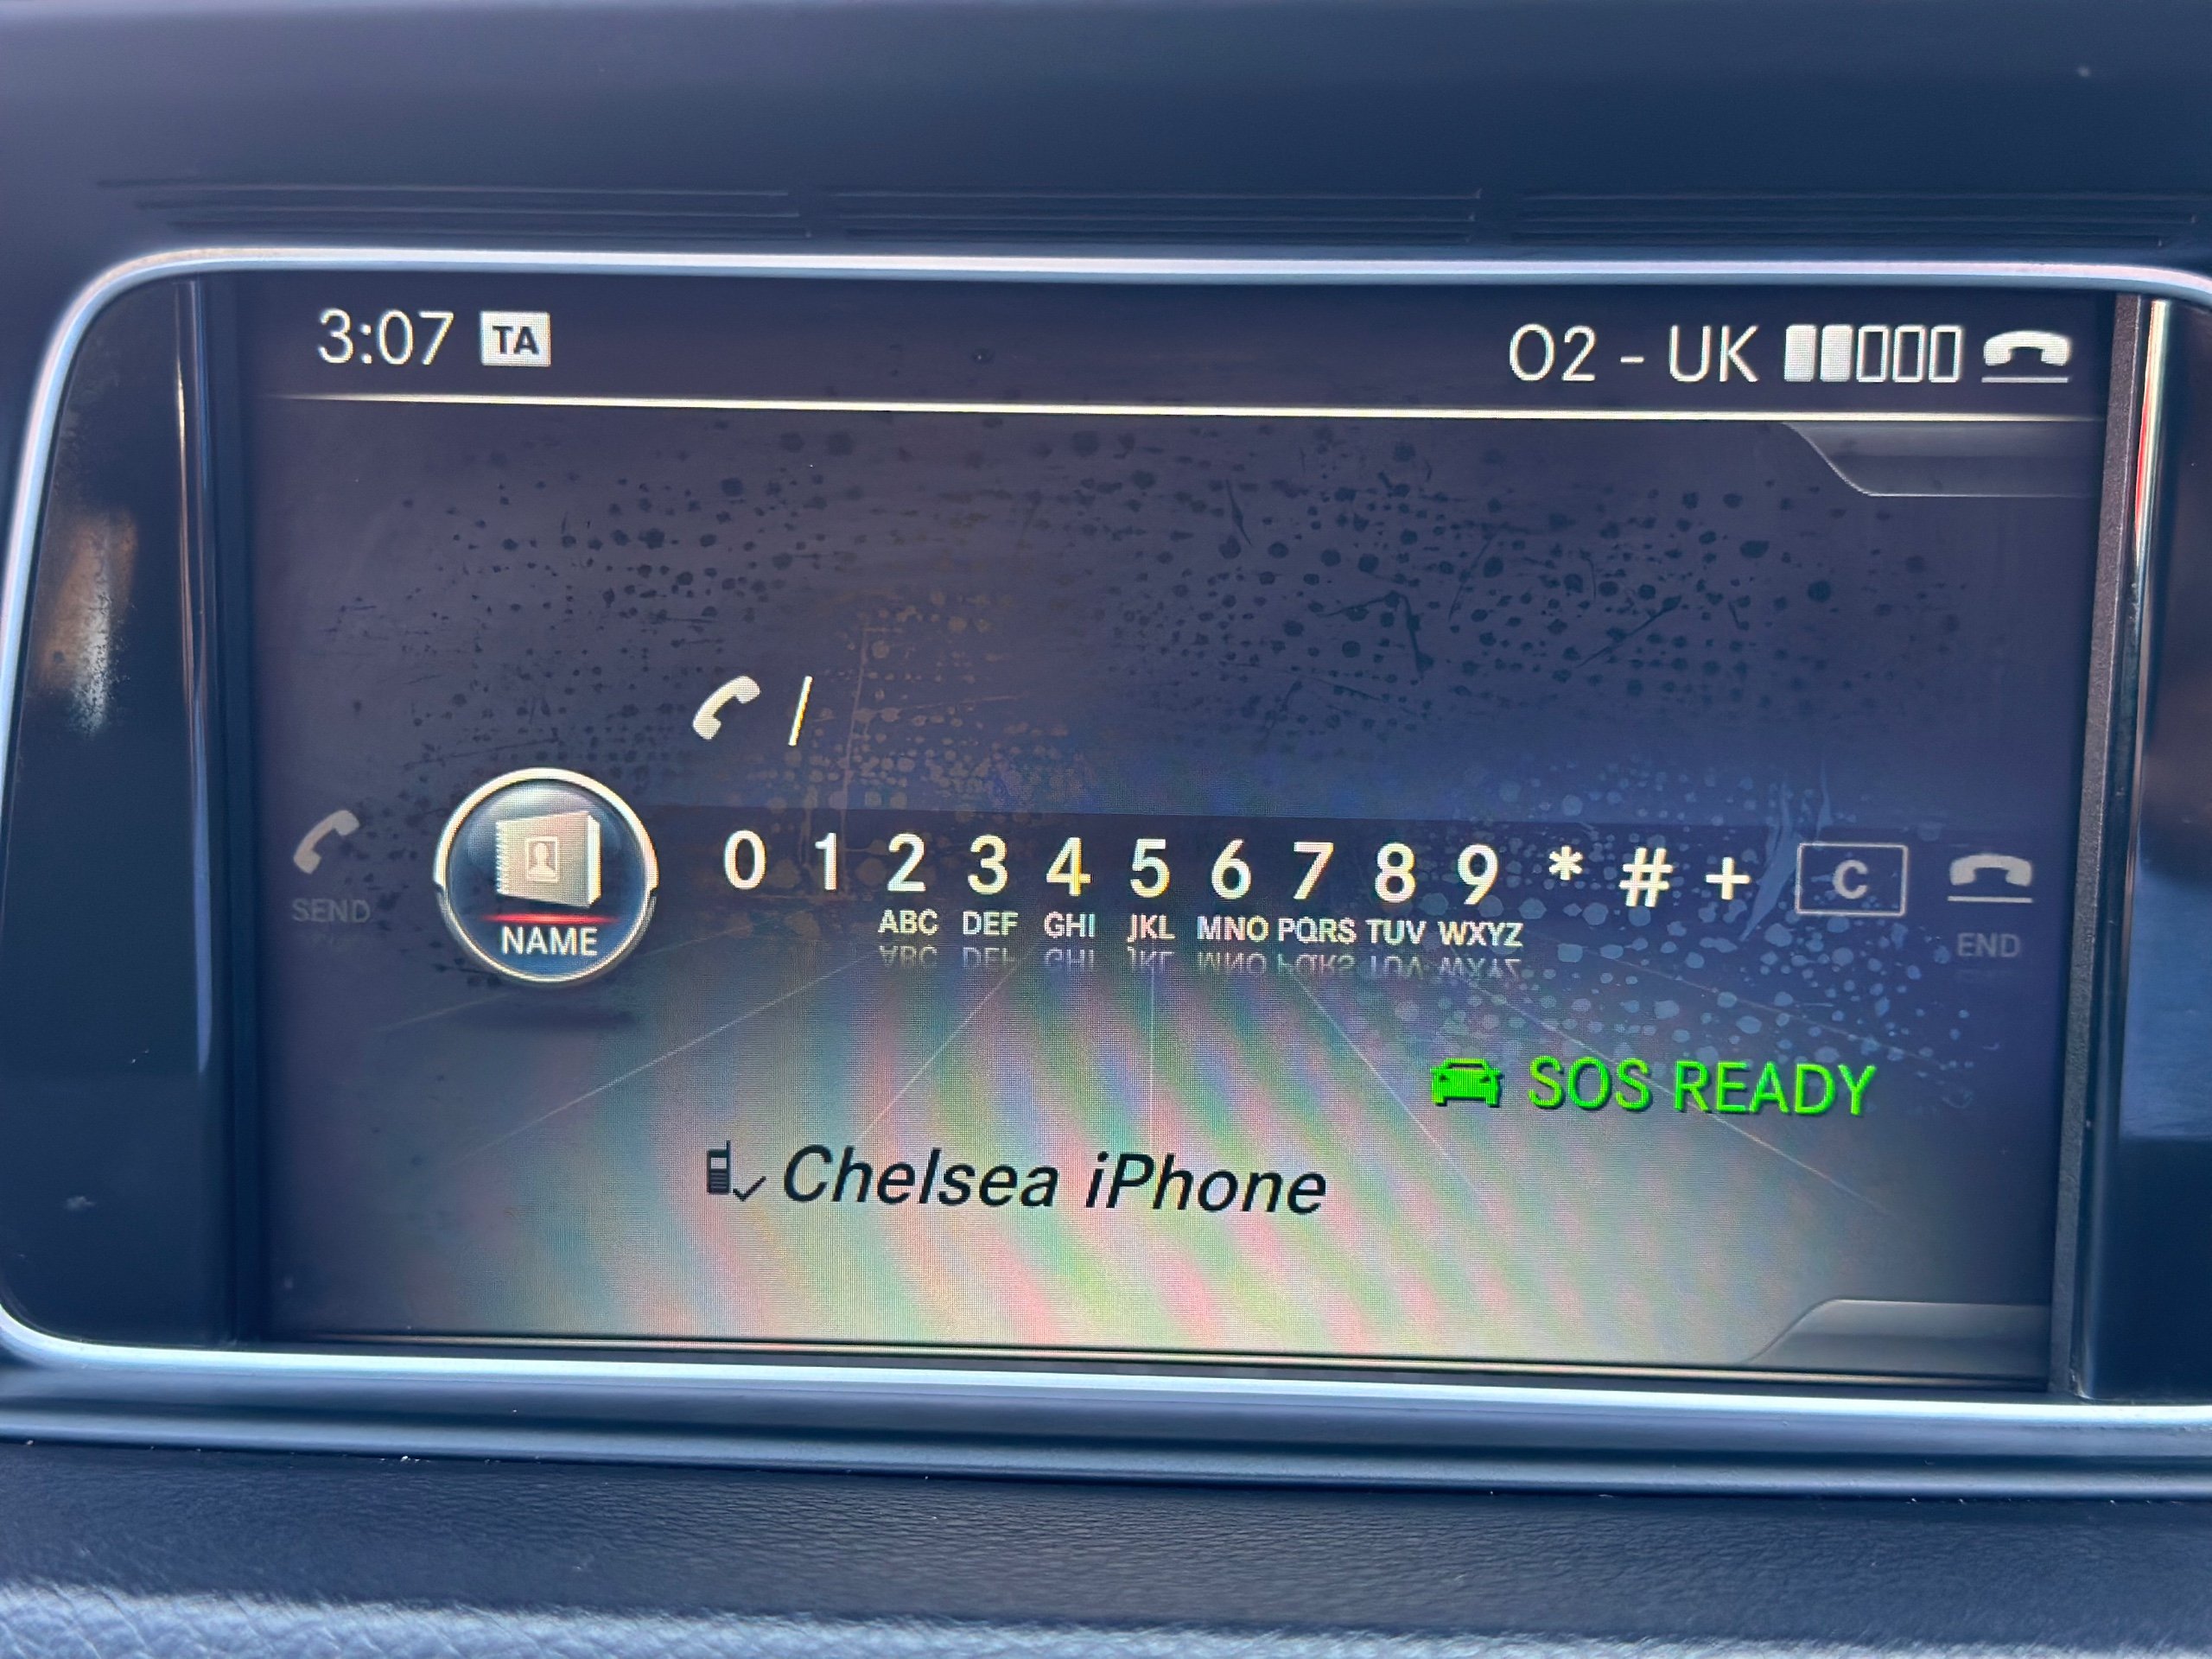 3:07 TA O2 - UK
/
0 1 2 3 4 5 6 7 8 9 * # + C
ABC DEF GHI JKL MNO PQRS TUV WXYZ
SEND
NAME
END
SOS READY
Chelsea iPhone